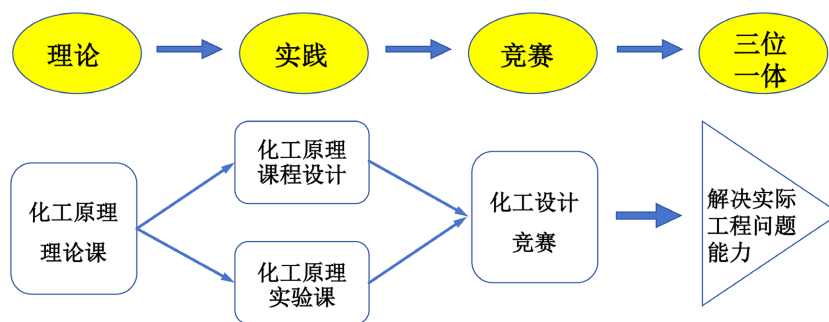 理论
实践
竞赛
三位
一体
化工原理
理论课
化工原理
课程设计
化工原理
实验课
化工设计
竞赛
解决实际
工程问题
能力